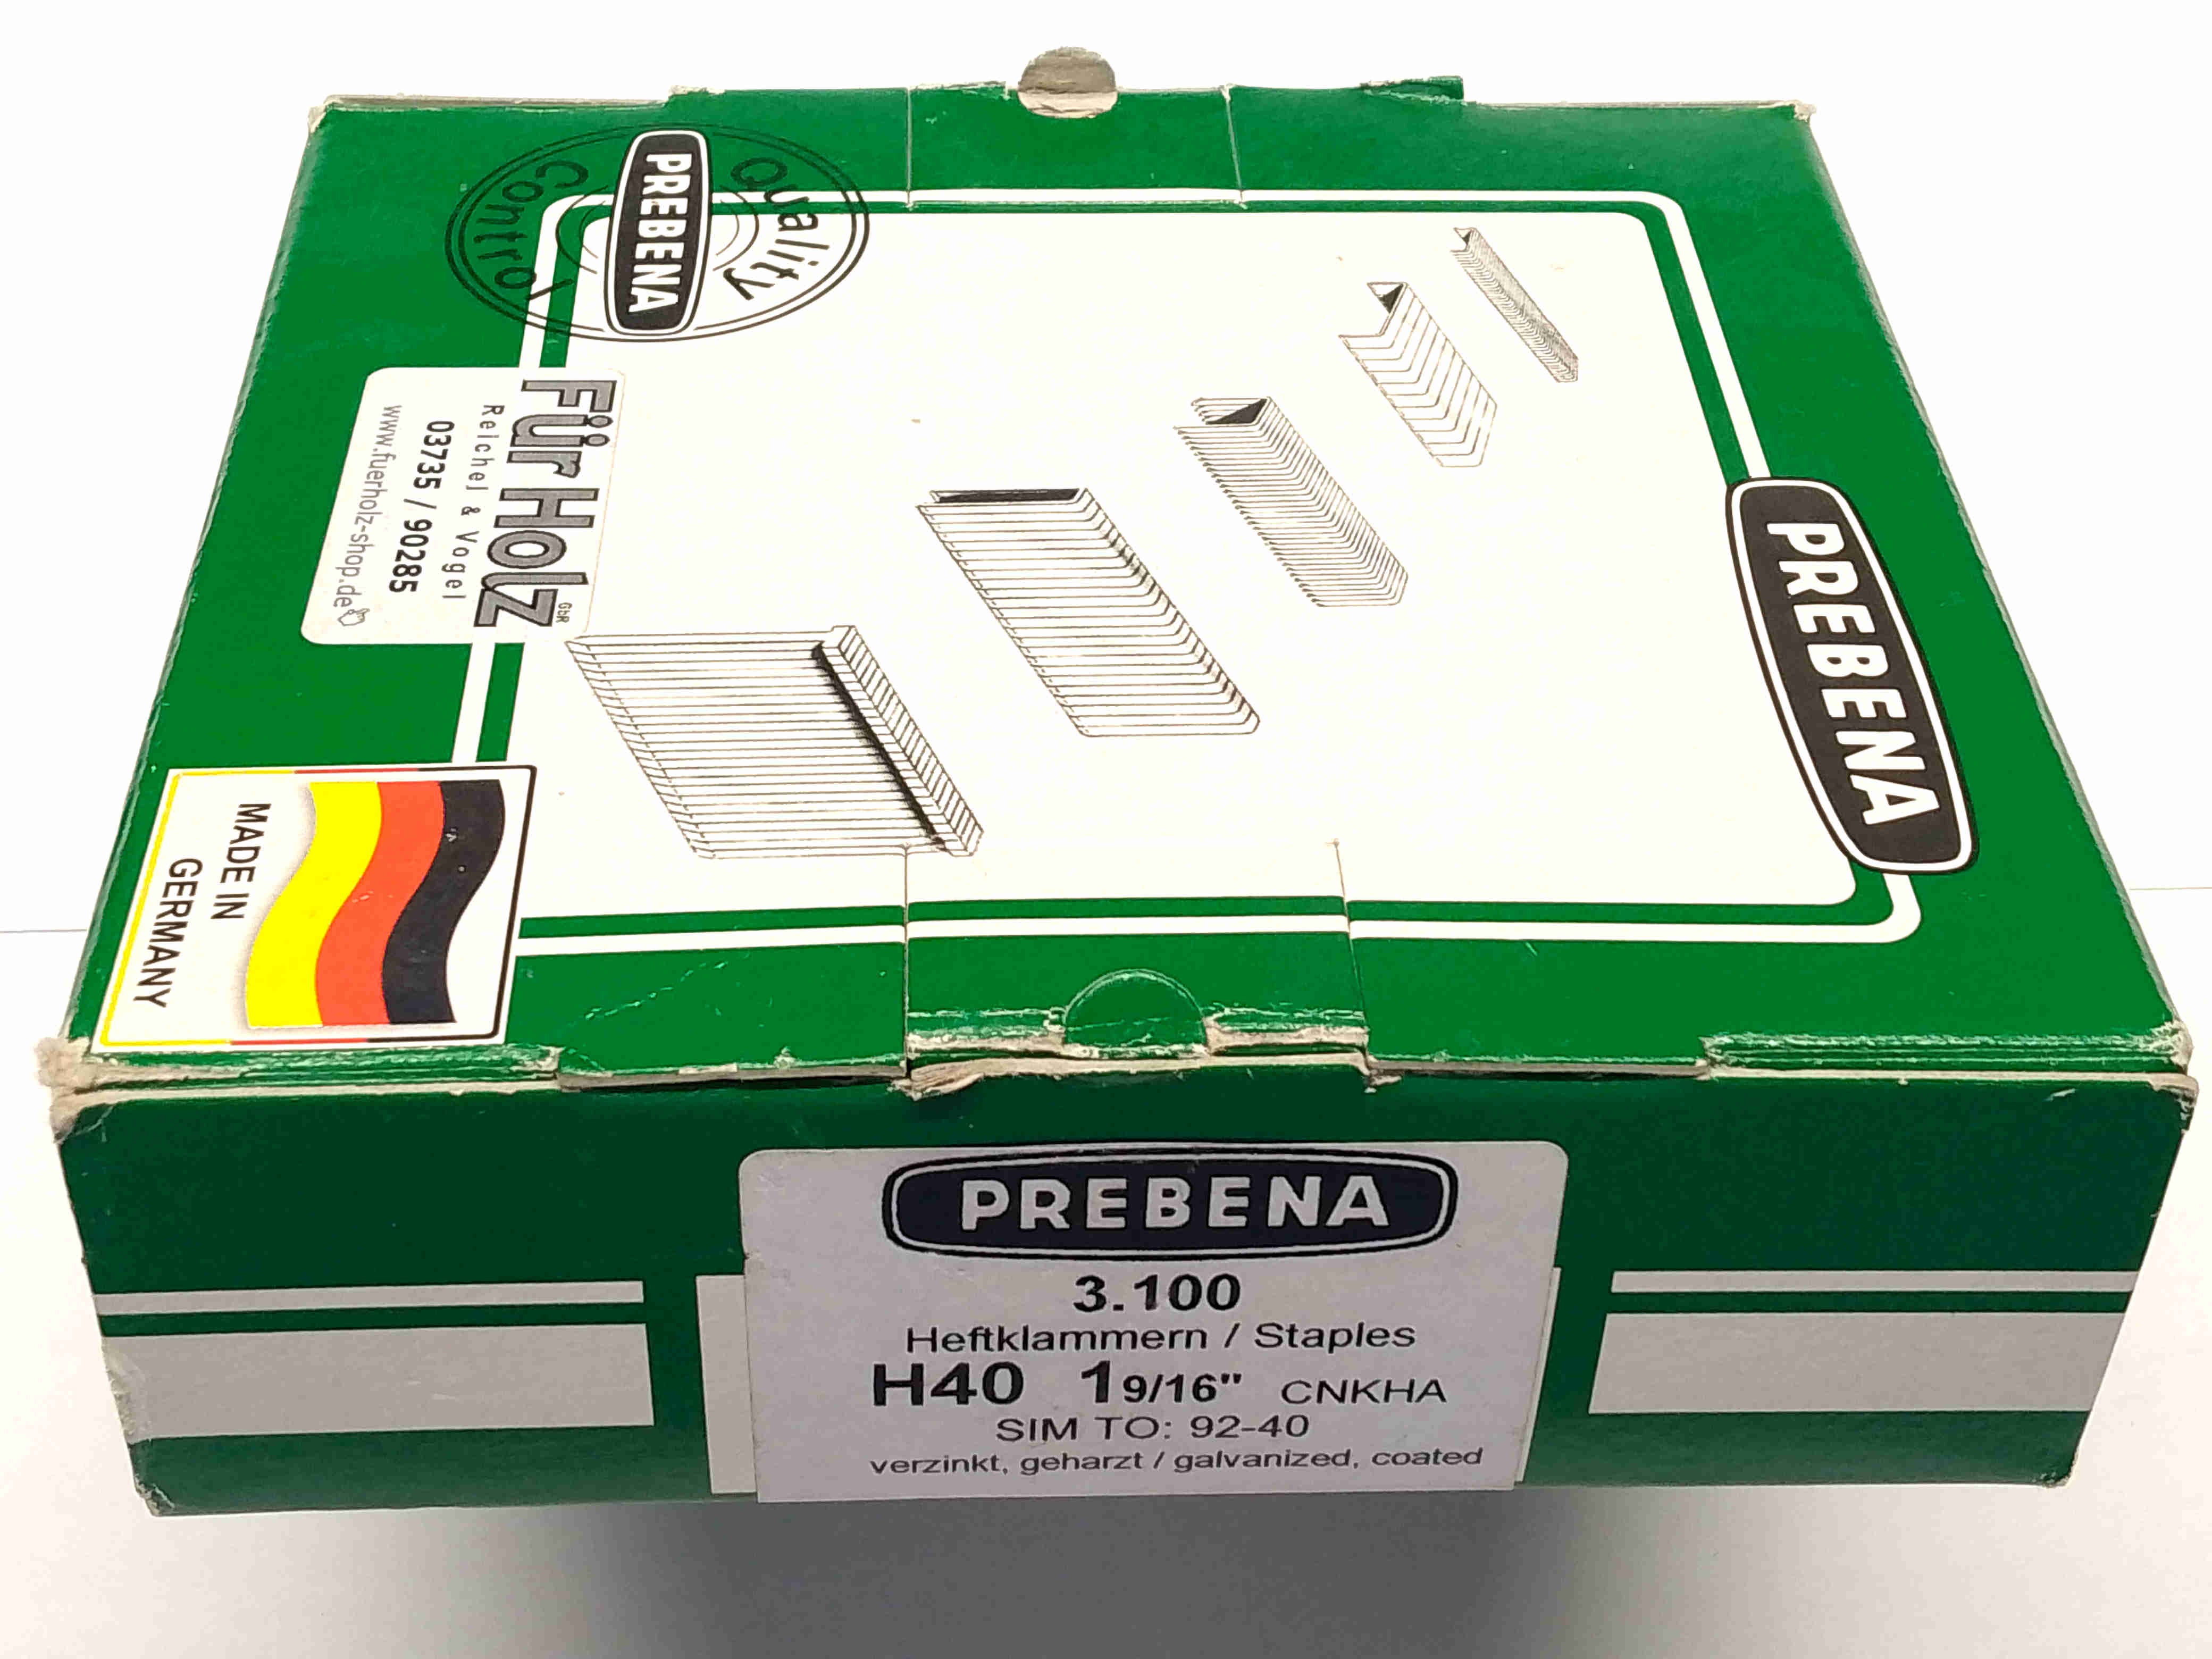 Quality
PREBENA
Control
PREBENA
Für Holz GbR
Reichel & Vogel
03735 / 90285
www.fuerholz-shop.de
MADE IN
GERMANY
PREBENA
3.100
Heftklammern / Staples
H40 1 9/16" CNKHA
SIM TO: 92-40
verzinkt, geharzt / galvanized, coated